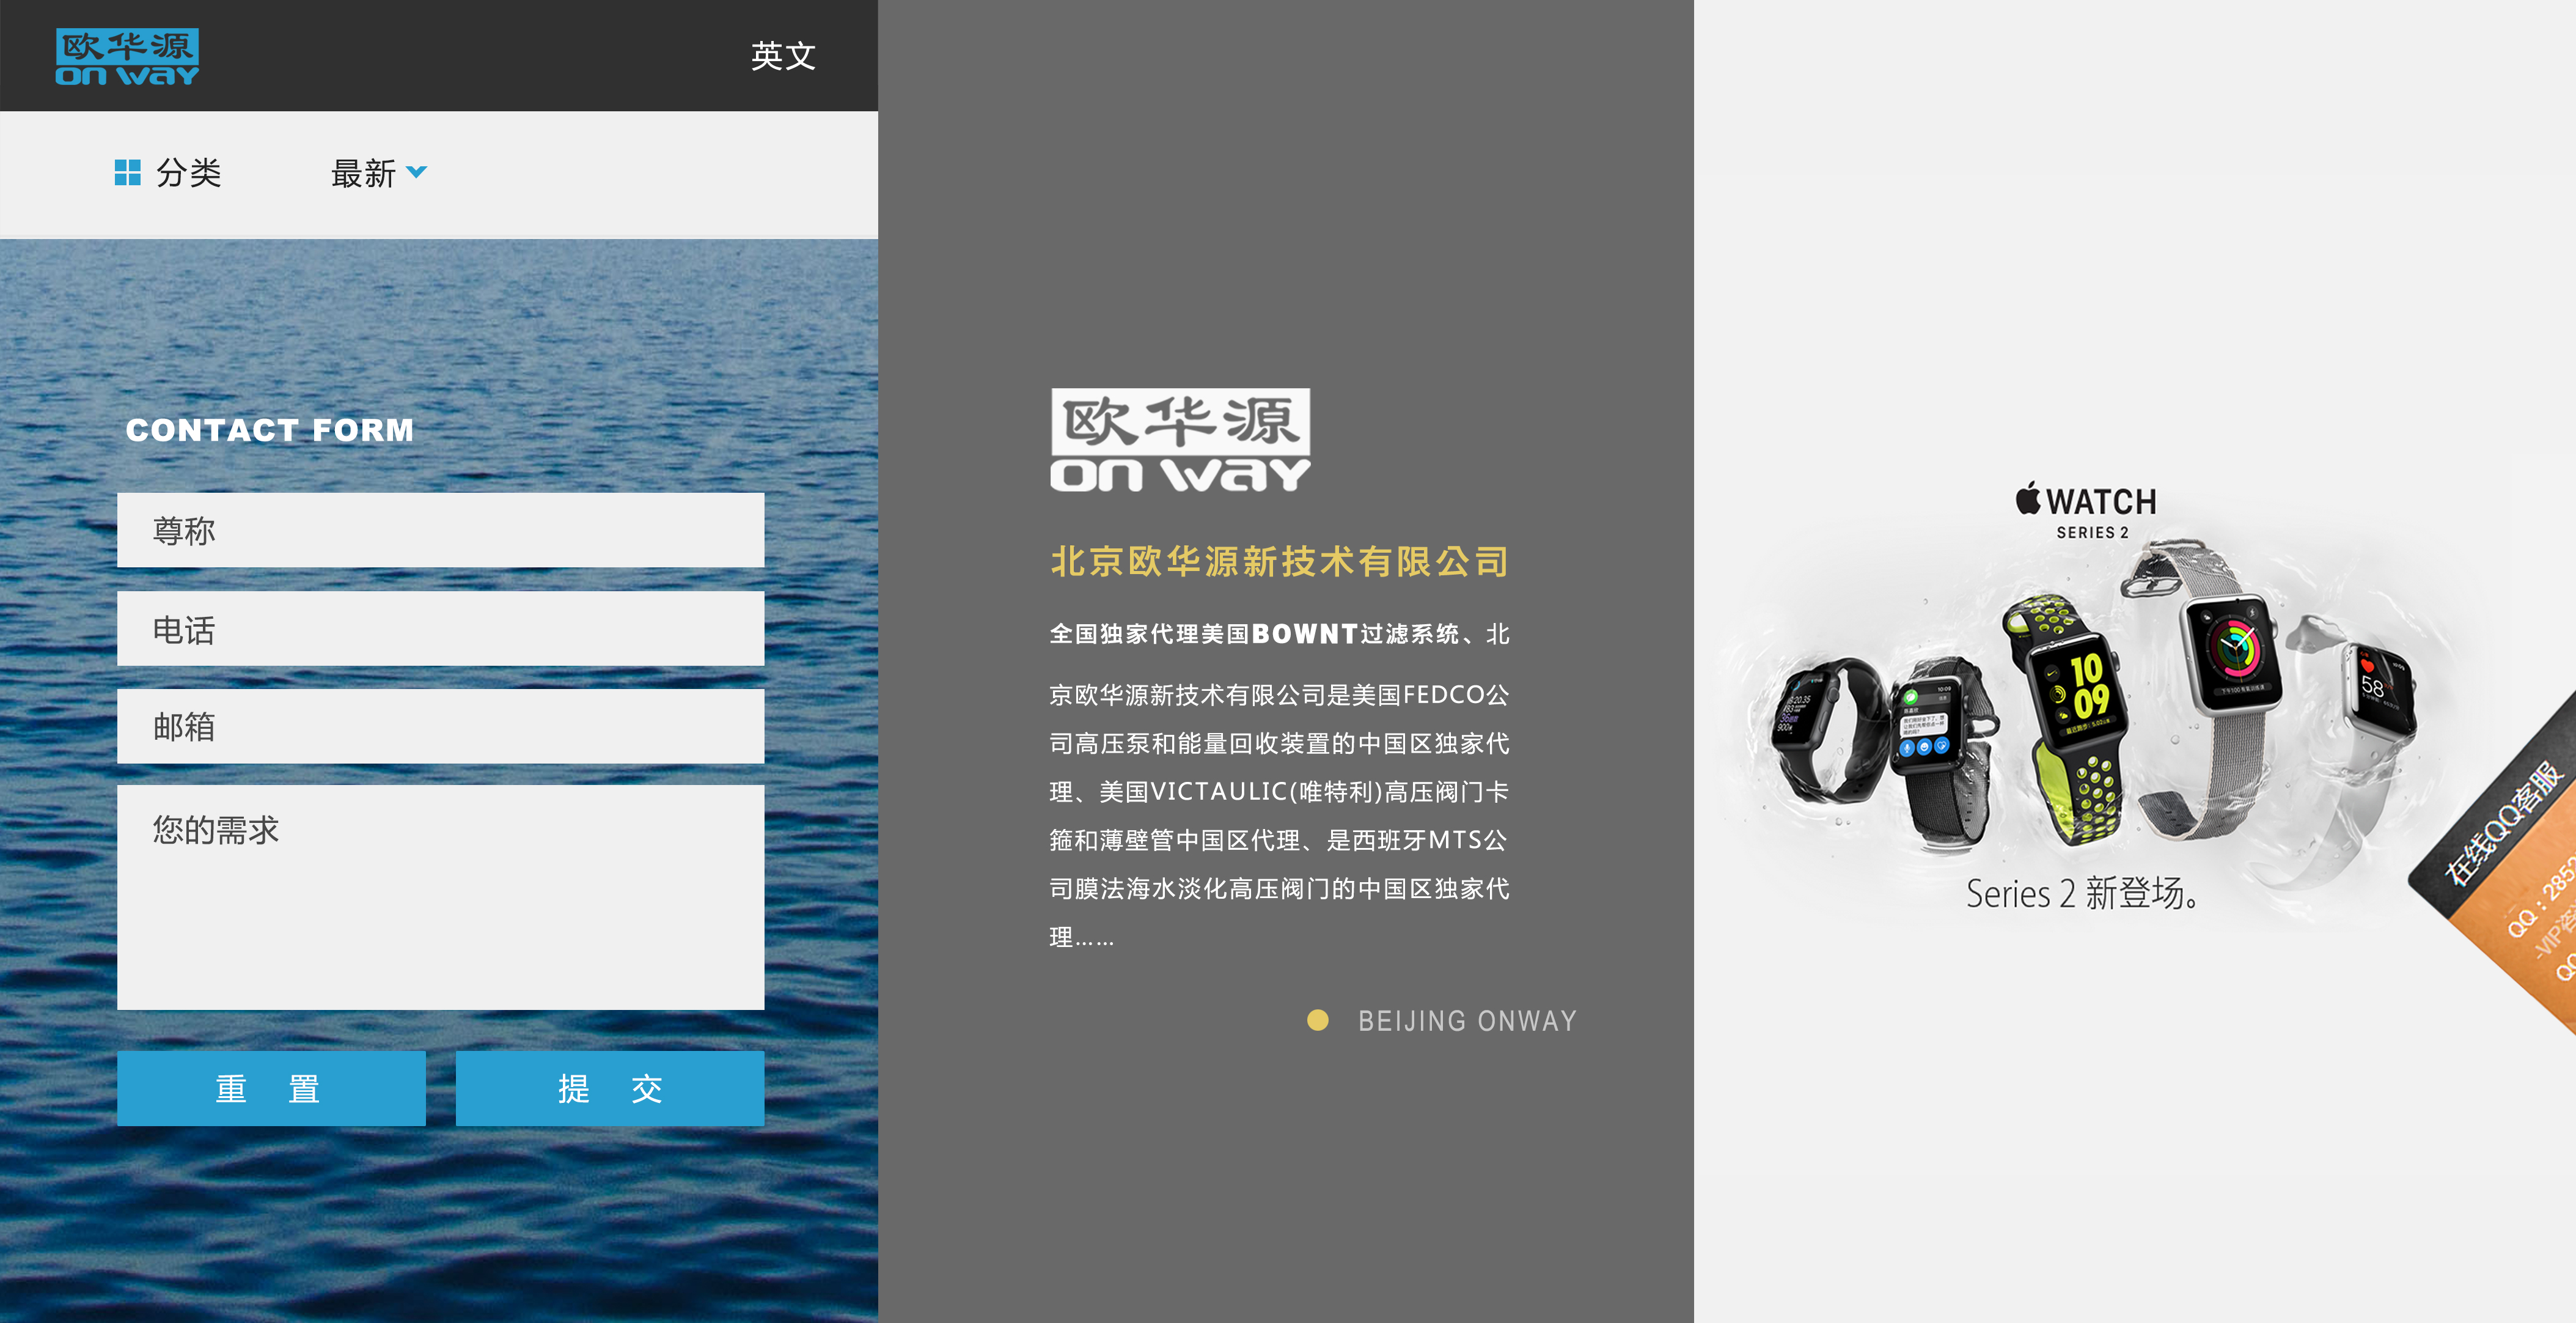 欧华源
on way
英文
分类
最新
CONTACT FORM
尊称
电话
邮箱
您的需求
重 置
提 交
欧华源
on way
北京欧华源新技术有限公司
全国独家代理美国BOWNT过滤系统、北
京欧华源新技术有限公司是美国FEDCO公
司高压泵和能量回收装置的中国区独家代
理、美国VICTAULIC(唯特利)高压阀门卡
箍和薄壁管中国区代理、是西班牙MTS公
司膜法海水淡化高压阀门的中国区独家代
理……
BEIJING ONWAY
WATCH
SERIES 2
10
09
10:09
58
Series 2 新登场。
在线QQ客服
QQ：2852
-VIP客
QQ